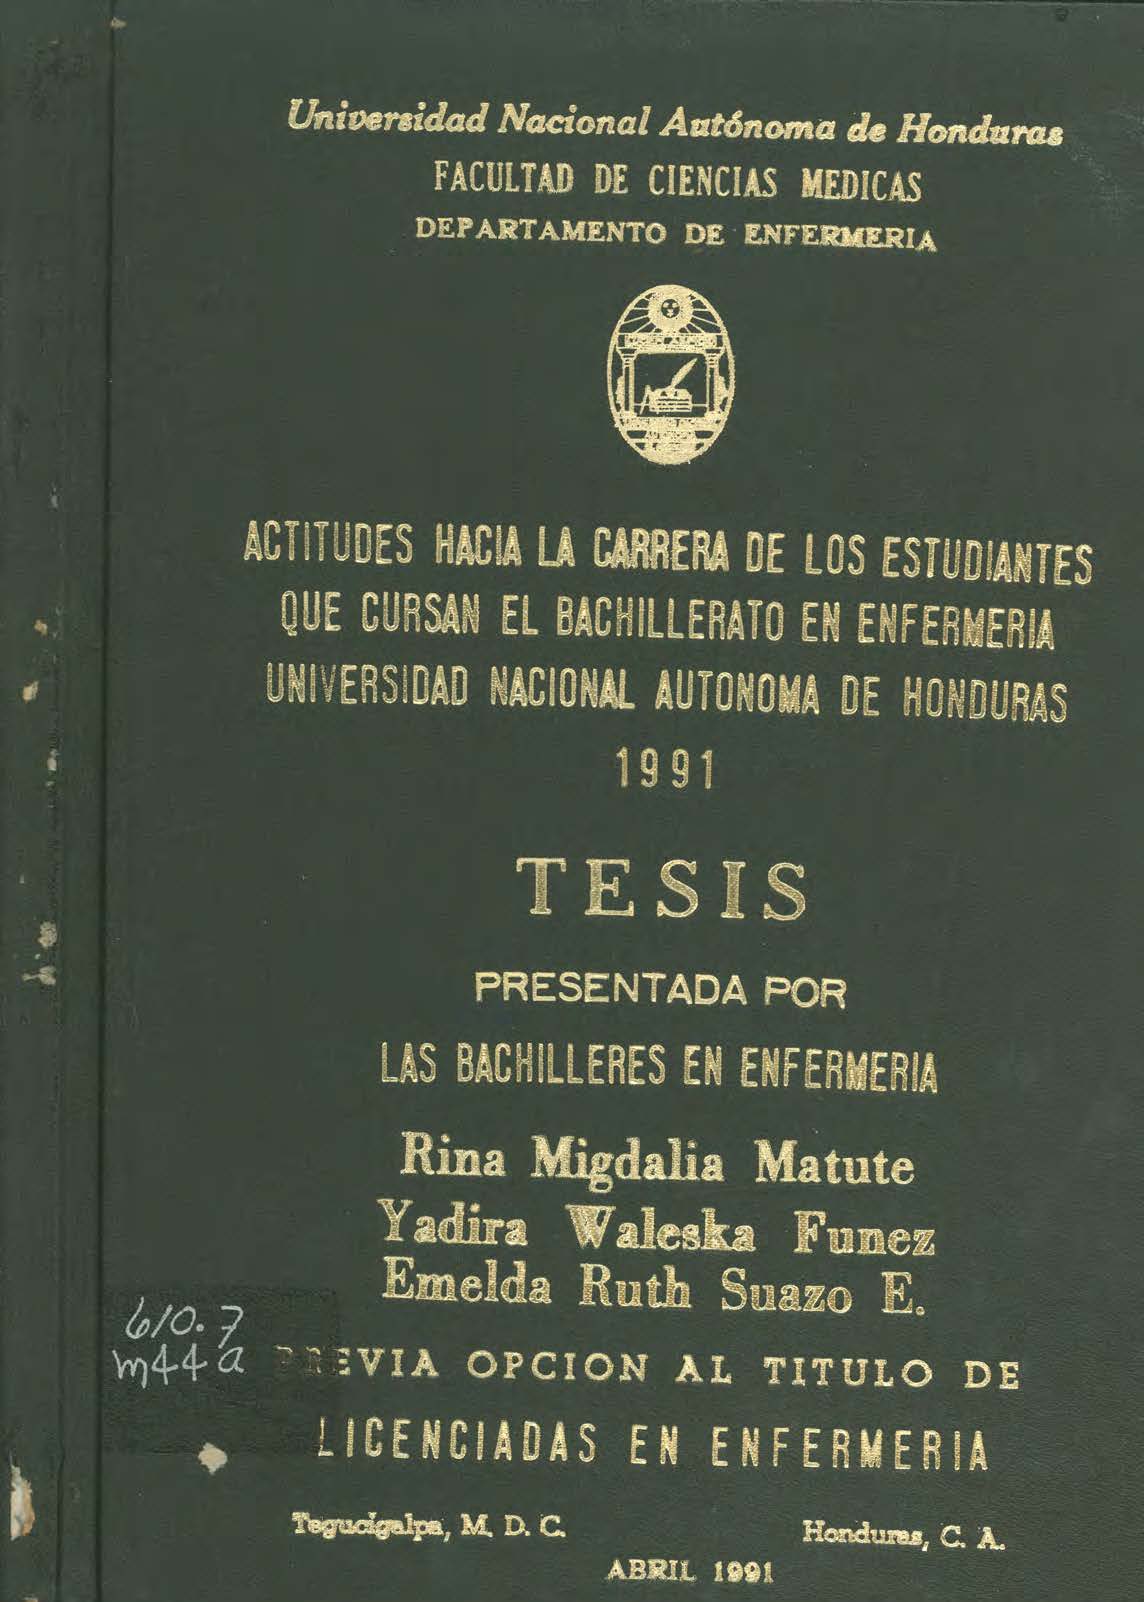 Universidad Nacional Autónoma de Honduras
FACULTAD DE CIENCIAS MEDICAS
DEPARTAMENTO DE ENFERMERIA
ACTITUDES HACIA LA CARRERA DE LOS ESTUDIANTES
QUE CURSAN EL BACHILLERATO EN ENFERMERIA
UNIVERSIDAD NACIONAL AUTONOMA DE HONDURAS
1991
TESIS
PRESENTADA POR
LAS BACHILLERES EN ENFERMERIA
Rina Migdalia Matute
Yadira Waleska Funez
Emelda Ruth Suazo E.
610.7
m44a
PREVIA OPCION AL TITULO DE
LICENCIADAS EN ENFERMERIA
Tegucigalpa, M. D. C. Honduras, C. A.
ABRIL 1991